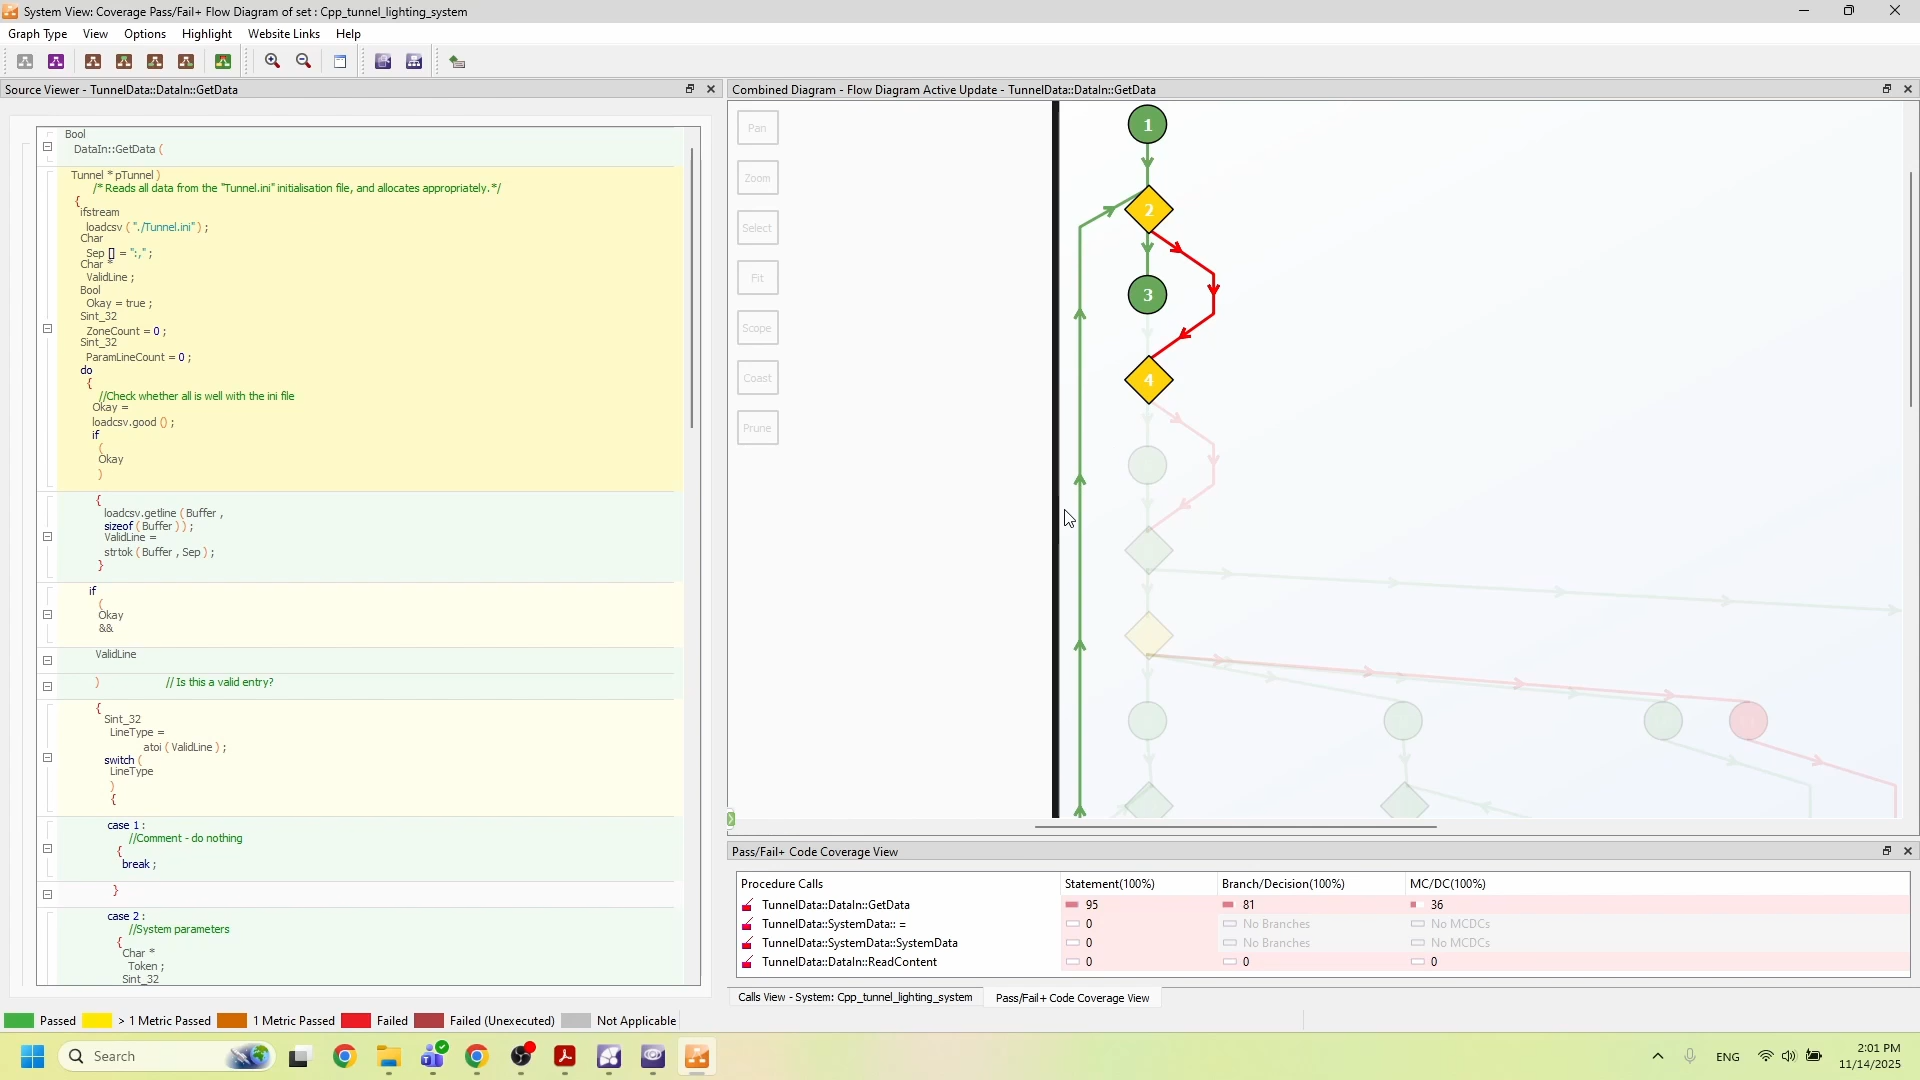 System View: Coverage Pass/Fail+ Flow Diagram of set : Cpp_tunnel_lighting_system
Graph Type View Options Highlight Website Links Help
Source Viewer - TunnelData::DataIn::GetData
Bool
DataIn::GetData (
Tunnel * pTunnel )
/* Reads all data from the "Tunnel.ini" initialisation file, and allocates appropriately. */
{
ifstream
loadcsv ( "./Tunnel.ini" ) ;
Char
Sep [] = ":," ;
Char *
ValidLine ;
Bool
Okay = true ;
Sint_32
ZoneCount = 0 ;
Sint_32
ParamLineCount = 0 ;
do
{
//Check whether all is well with the ini file
Okay =
loadcsv.good () ;
if
(
Okay
)
{
loadcsv.getline ( Buffer ,
sizeof ( Buffer ) ) ;
ValidLine =
strtok ( Buffer , Sep ) ;
}
if
(
Okay
&&
ValidLine
) // Is this a valid entry?
{
Sint_32
LineType =
atoi ( ValidLine ) ;
switch (
LineType
)
{
case 1 :
//Comment - do nothing
{
break ;
}
case 2 :
//System parameters
{
Char *
Token ;
Sint_32
Combined Diagram - Flow Diagram Active Update - TunnelData::DataIn::GetData
Pan
Zoom
Select
Fit
Scope
Coast
Prune
1
2
3
4
Pass/Fail+ Code Coverage View
Procedure Calls Statement(100%) Branch/Decision(100%) MC/DC(100%)
TunnelData::DataIn::GetData 95 81 36
TunnelData::SystemData:: = 0 No Branches No MCDCs
TunnelData::SystemData::SystemData 0 No Branches No MCDCs
TunnelData::DataIn::ReadContent 0 0 0
Calls View - System: Cpp_tunnel_lighting_system Pass/Fail+ Code Coverage View
Passed > 1 Metric Passed 1 Metric Passed Failed Failed (Unexecuted) Not Applicable
Search
ENG
2:01 PM
11/14/2025